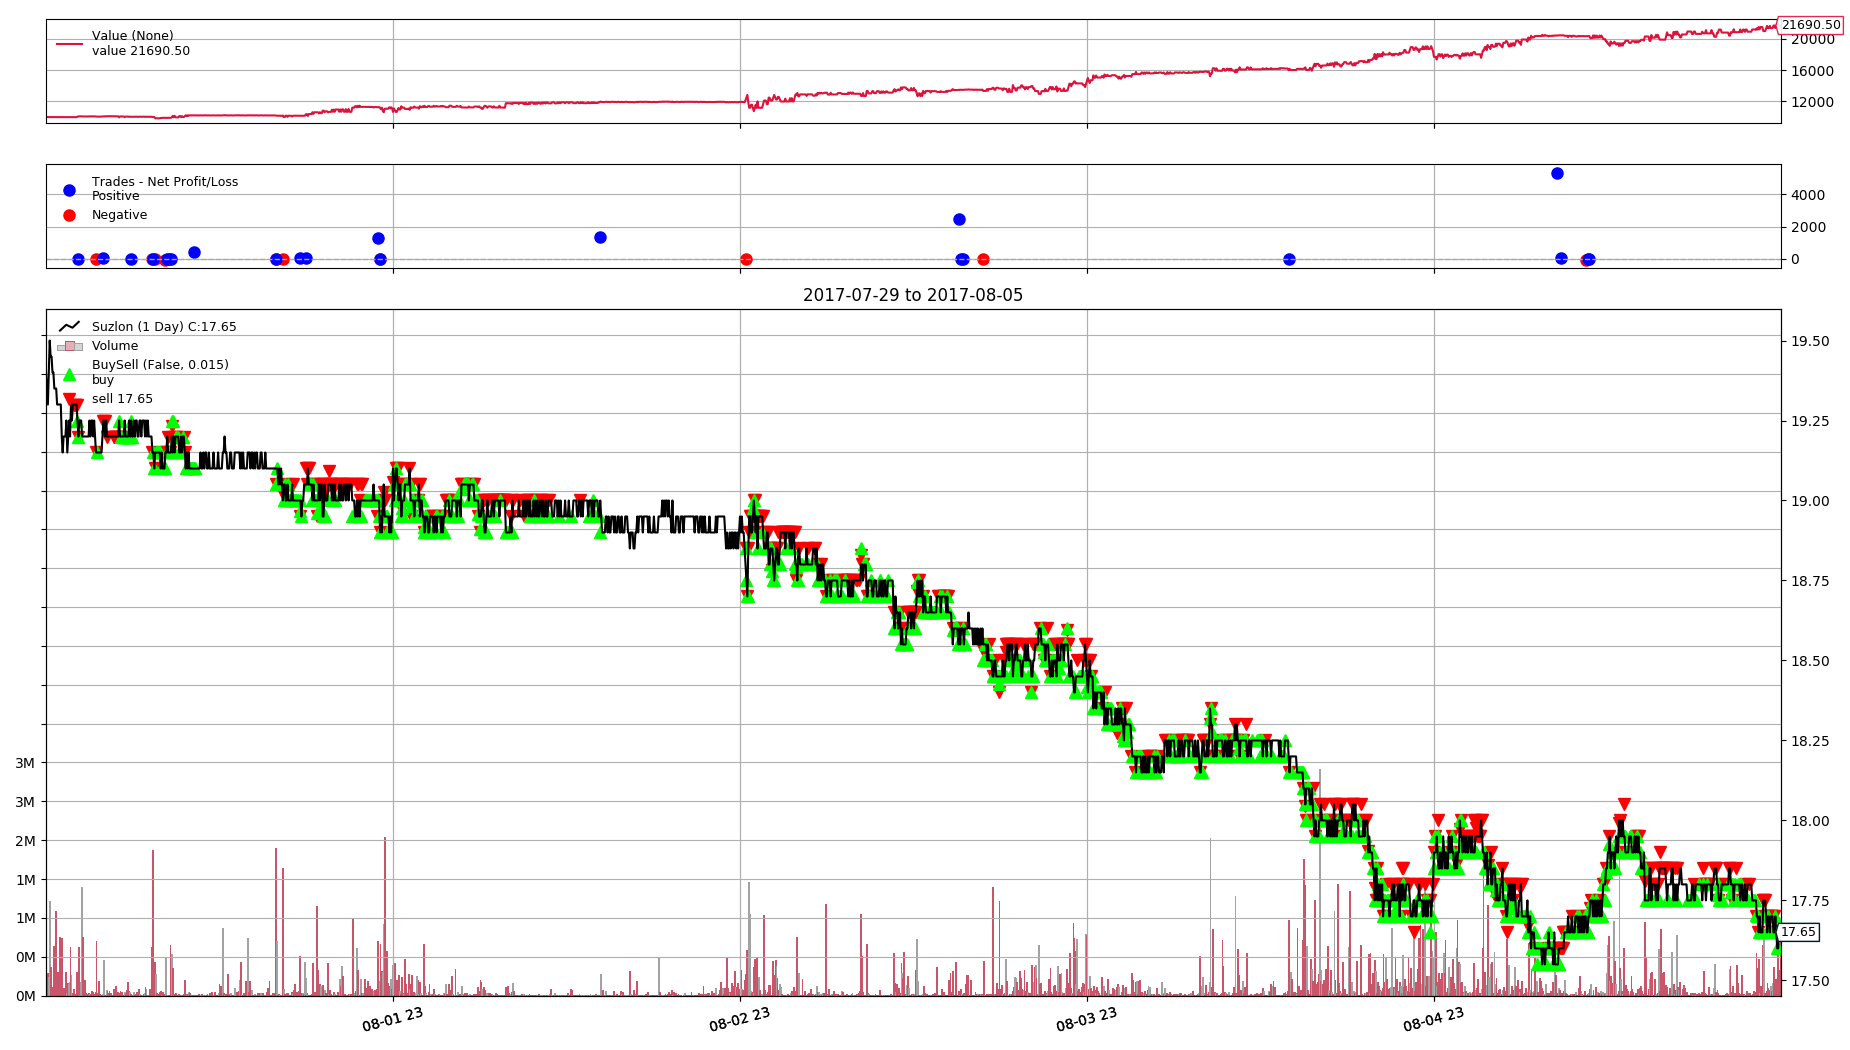 Value (None)
value 21690.50
21690.50
20000
16000
12000
Trades - Net Profit/Loss
Positive
Negative
4000
2000
0
2017-07-29 to 2017-08-05
Suzlon (1 Day) C:17.65
Volume
BuySell (False, 0.015)
buy
sell 17.65
19.50
19.25
19.00
18.75
18.50
18.25
18.00
17.75
17.65
17.50
3M
3M
2M
1M
1M
0M
0M
08-01 23
08-02 23
08-03 23
08-04 23